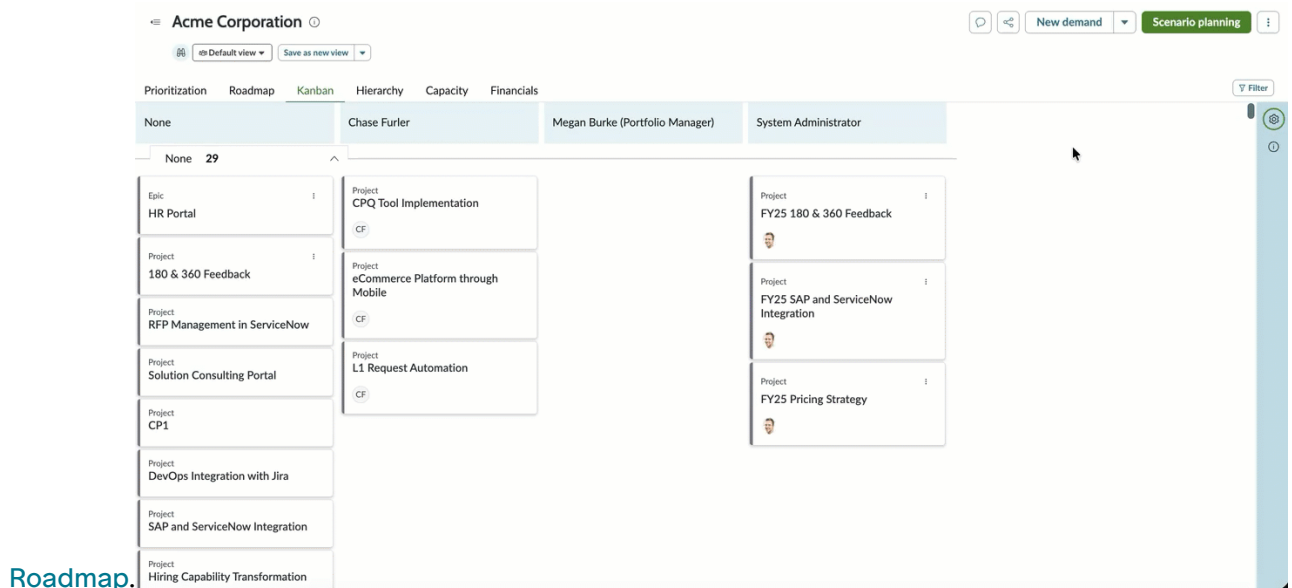 Acme Corporation
New demand
Scenario planning
Default view
Save as new view
Prioritization
Roadmap
Kanban
Hierarchy
Capacity
Financials
Filter
None
Chase Furler
Megan Burke (Portfolio Manager)
System Administrator
None 29
Epic
HR Portal
Project
180 & 360 Feedback
Project
RFP Management in ServiceNow
Project
Solution Consulting Portal
Project
CP1
Project
DevOps Integration with Jira
Project
SAP and ServiceNow Integration
Project
Hiring Capability Transformation
Project
CPQ Tool Implementation
CF
Project
eCommerce Platform through
Mobile
CF
Project
L1 Request Automation
CF
Project
FY25 180 & 360 Feedback
Project
FY25 SAP and ServiceNow
Integration
Project
FY25 Pricing Strategy
Roadmap.